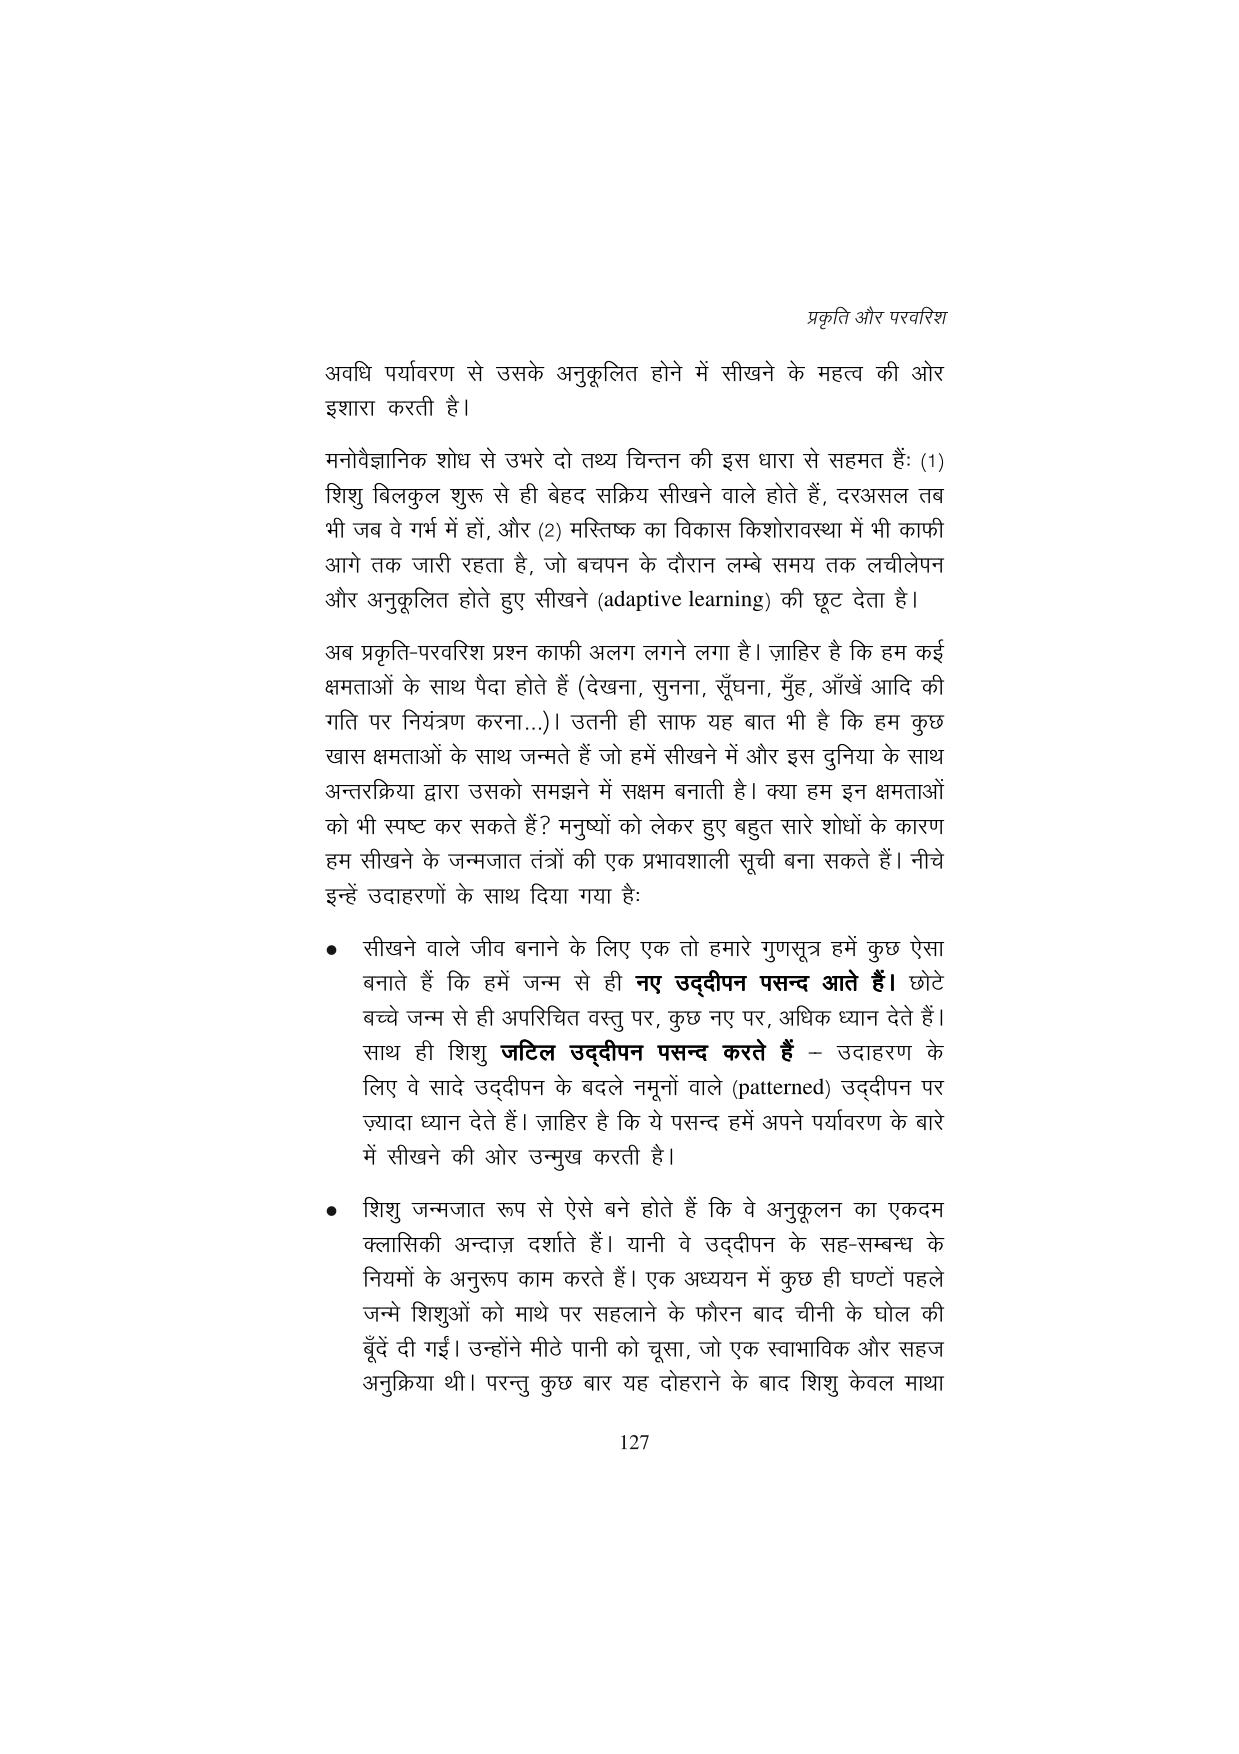 प्रकृति और परवरिश
अवधि पर्यावरण से उसके अनुकूलित होने में सीखने के महत्व की ओर
इशारा करती है।
मनोवैज्ञानिक शोध से उभरे दो तथ्य चिन्तन की इस धारा से सहमत हैंः (1)
शिशु बिलकुल शुरू से ही बेहद सक्रिय सीखने वाले होते हैं, दरअसल तब
भी जब वे गर्भ में हों, और (2) मस्तिष्क का विकास किशोरावस्था में भी काफी
आगे तक जारी रहता है, जो बचपन के दौरान लम्बे समय तक लचीलेपन
और अनुकूलित होते हुए सीखने (adaptive learning) की छूट देता है।
अब प्रकृति-परवरिश प्रश्न काफी अलग लगने लगा है। ज़ाहिर है कि हम कई
क्षमताओं के साथ पैदा होते हैं (देखना, सुनना, सूँघना, मुँह, आँखें आदि की
गति पर नियंत्रण करना...)। उतनी ही साफ यह बात भी है कि हम कुछ
खास क्षमताओं के साथ जन्मते हैं जो हमें सीखने में और इस दुनिया के साथ
अन्तरक्रिया द्वारा उसको समझने में सक्षम बनाती है। क्या हम इन क्षमताओं
को भी स्पष्ट कर सकते हैं? मनुष्यों को लेकर हुए बहुत सारे शोधों के कारण
हम सीखने के जन्मजात तंत्रों की एक प्रभावशाली सूची बना सकते हैं। नीचे
इन्हें उदाहरणों के साथ दिया गया हैः
● सीखने वाले जीव बनाने के लिए एक तो हमारे गुणसूत्र हमें कुछ ऐसा
बनाते हैं कि हमें जन्म से ही नए उद्दीपन पसन्द आते हैं। छोटे
बच्चे जन्म से ही अपरिचित वस्तु पर, कुछ नए पर, अधिक ध्यान देते हैं।
साथ ही शिशु जटिल उद्दीपन पसन्द करते हैं – उदाहरण के
लिए वे सादे उद्दीपन के बदले नमूनों वाले (patterned) उद्दीपन पर
ज़्यादा ध्यान देते हैं। ज़ाहिर है कि ये पसन्द हमें अपने पर्यावरण के बारे
में सीखने की ओर उन्मुख करती है।
● शिशु जन्मजात रूप से ऐसे बने होते हैं कि वे अनुकूलन का एकदम
क्लासिकी अन्दाज़ दर्शाते हैं। यानी वे उद्दीपन के सह-सम्बन्ध के
नियमों के अनुरूप काम करते हैं। एक अध्ययन में कुछ ही घण्टों पहले
जन्मे शिशुओं को माथे पर सहलाने के फौरन बाद चीनी के घोल की
बूँदें दी गईं। उन्होंने मीठे पानी को चूसा, जो एक स्वाभाविक और सहज
अनुक्रिया थी। परन्तु कुछ बार यह दोहराने के बाद शिशु केवल माथा
127